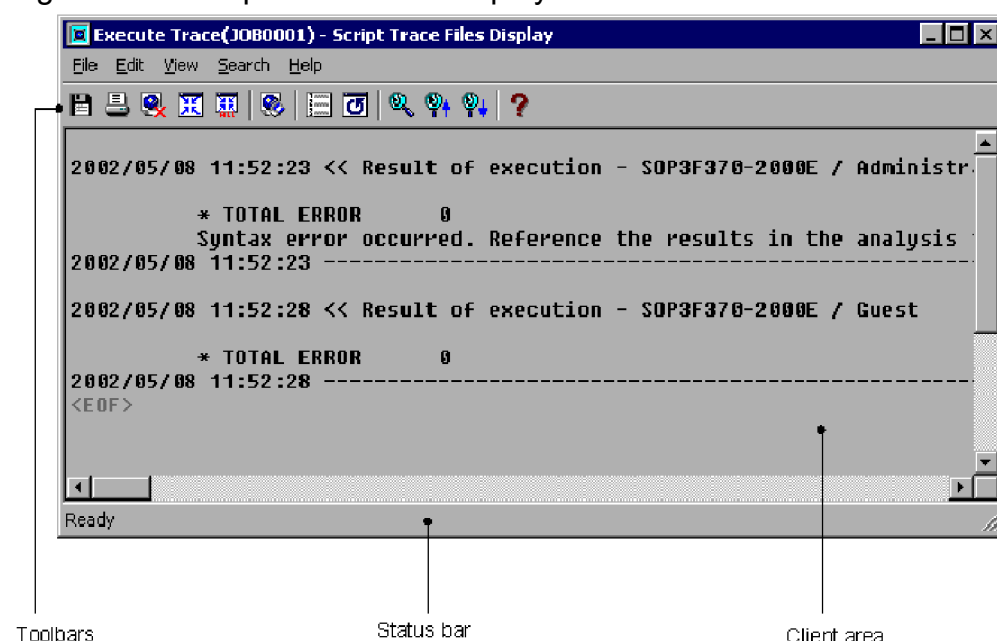 Execute Trace(JOB0001) - Script Trace Files Display
File Edit View Search Help
2002/05/08 11:52:23 << Result of execution - SOP3F370-2000E / Administr
* TOTAL ERROR 0
Syntax error occurred. Reference the results in the analysis
2002/05/08 11:52:23 --------------------------------------------------
2002/05/08 11:52:28 << Result of execution - SOP3F370-2000E / Guest
* TOTAL ERROR 0
2002/05/08 11:52:28 --------------------------------------------------
<EOF>
Ready
Toolbars
Status bar
Client area